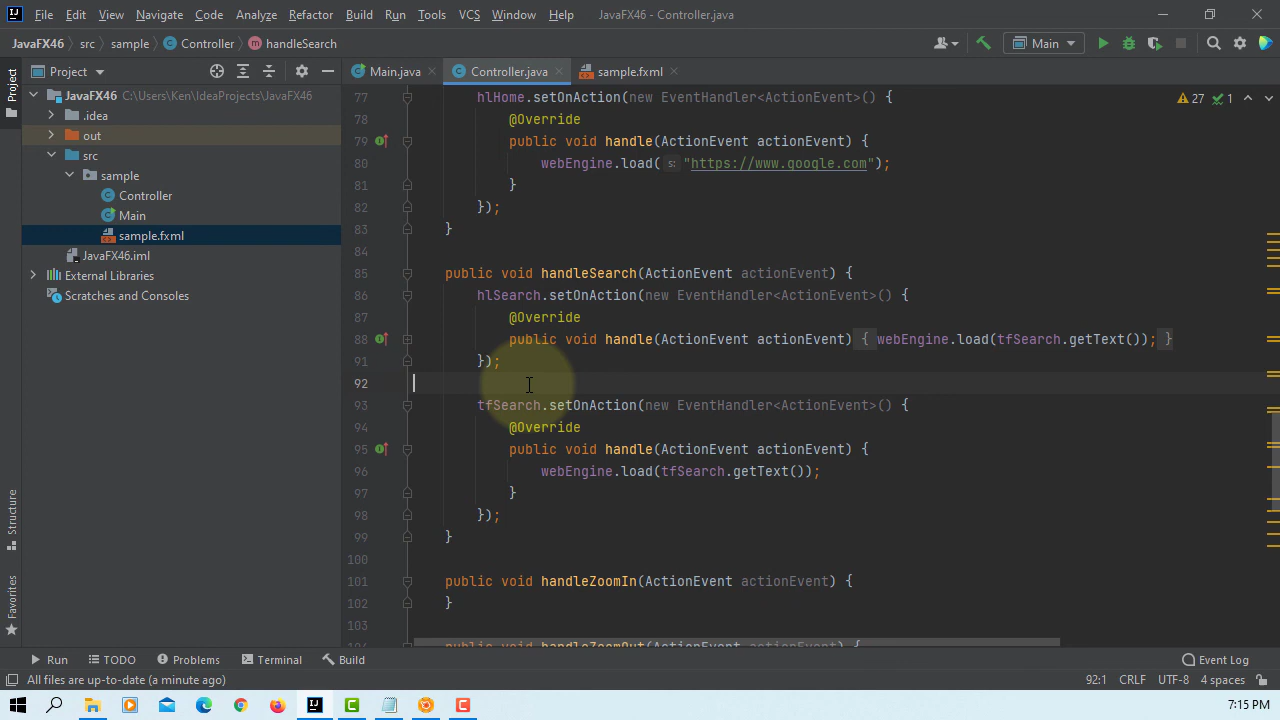 File Edit View Navigate Code Analyze Refactor Build Run Tools VCS Window Help JavaFX46 - Controller.java
JavaFX46 src sample Controller handleSearch Main
Project Main.java Controller.java sample.fxml
Project
JavaFX46 C:\Users\Ken\IdeaProjects\JavaFX46
.idea
out
src
sample
Controller
Main
sample.fxml
JavaFX46.iml
External Libraries
Scratches and Consoles
Structure
Favorites
27 1
77 hlHome.setOnAction(new EventHandler<ActionEvent>() {
78 @Override
79 public void handle(ActionEvent actionEvent) {
80 webEngine.load( s: "https://www.google.com");
81 }
82 });
83 }
84
85 public void handleSearch(ActionEvent actionEvent) {
86 hlSearch.setOnAction(new EventHandler<ActionEvent>() {
87 @Override
88 public void handle(ActionEvent actionEvent) { webEngine.load(tfSearch.getText()); }
91 });
92
93 tfSearch.setOnAction(new EventHandler<ActionEvent>() {
94 @Override
95 public void handle(ActionEvent actionEvent) {
96 webEngine.load(tfSearch.getText());
97 }
98 });
99 }
100
101 public void handleZoomIn(ActionEvent actionEvent) {
102 }
103
104 public void handleZoomOut(ActionEvent actionEvent) {
Run TODO Problems Terminal Build Event Log
All files are up-to-date (a minute ago) 92:1 CRLF UTF-8 4 spaces
7:15 PM